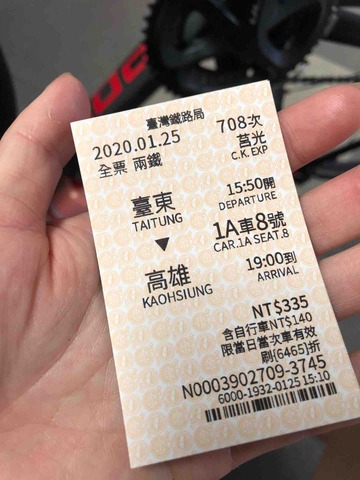 臺灣鐵路局
2020.01.25 708次
全票 兩鐵 莒光
C.K. EXP
臺東 15:50開
TAITUNG DEPARTURE
1A車8號
CAR.1A SEAT.8
高雄 19:00到
KAOHSIUNG ARRIVAL
NT$335
含自行車NT$140
限當日當次車有效
刷(6465)折
N0003902709-3745
6000-1932-0125 15:10